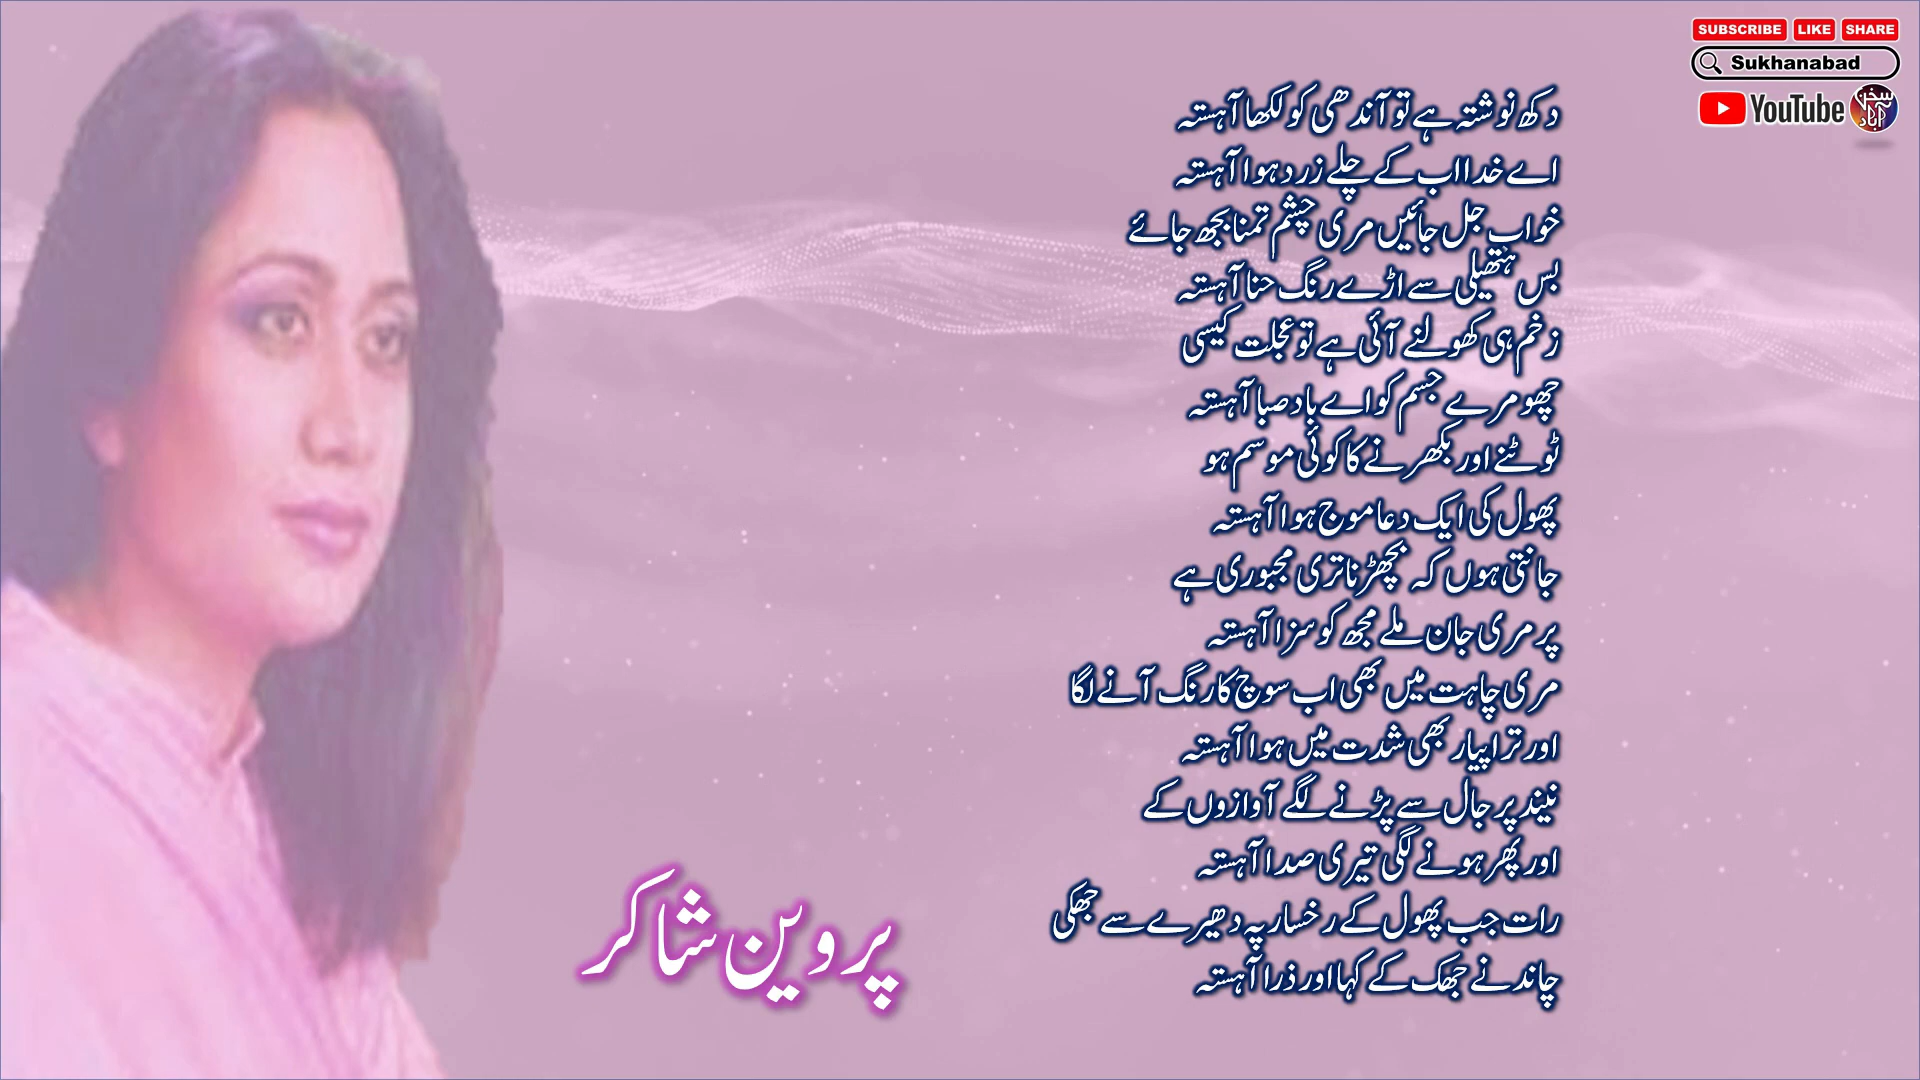 SUBSCRIBE LIKE SHARE
Sukhanabad
YouTube سخن آباد
دکھ نوشتہ ہے تو آندھی کو لکھا آہستہ
اے خدا اب کے چلے زرد ہوا آہستہ
خواب جل جائیں مری چشم تمنا بجھ جائے
بس ہتھیلی سے اڑے رنگ حنا آہستہ
زخم ہی کھولنے آئی ہے تو عجلت کیسی
چھو مرے جسم کو اے باد صبا آہستہ
ٹوٹنے اور بکھرنے کا کوئی موسم ہو
پھول کی ایک دعا موج ہوا آہستہ
جانتی ہوں کہ بچھڑنا تری مجبوری ہے
پر مری جان ملے مجھ کو سزا آہستہ
مری چاہت میں بھی اب سوچ کا رنگ آنے لگا
اور ترا پیار بھی شدت میں ہوا آہستہ
نیند پر جال سے پڑنے لگے آوازوں کے
اور پھر ہونے لگی تیری صدا آہستہ
رات جب پھول کے رخسار پہ دھیرے سے جھکی
چاند نے جھک کے کہا اور ذرا آہستہ
پروین شاکر